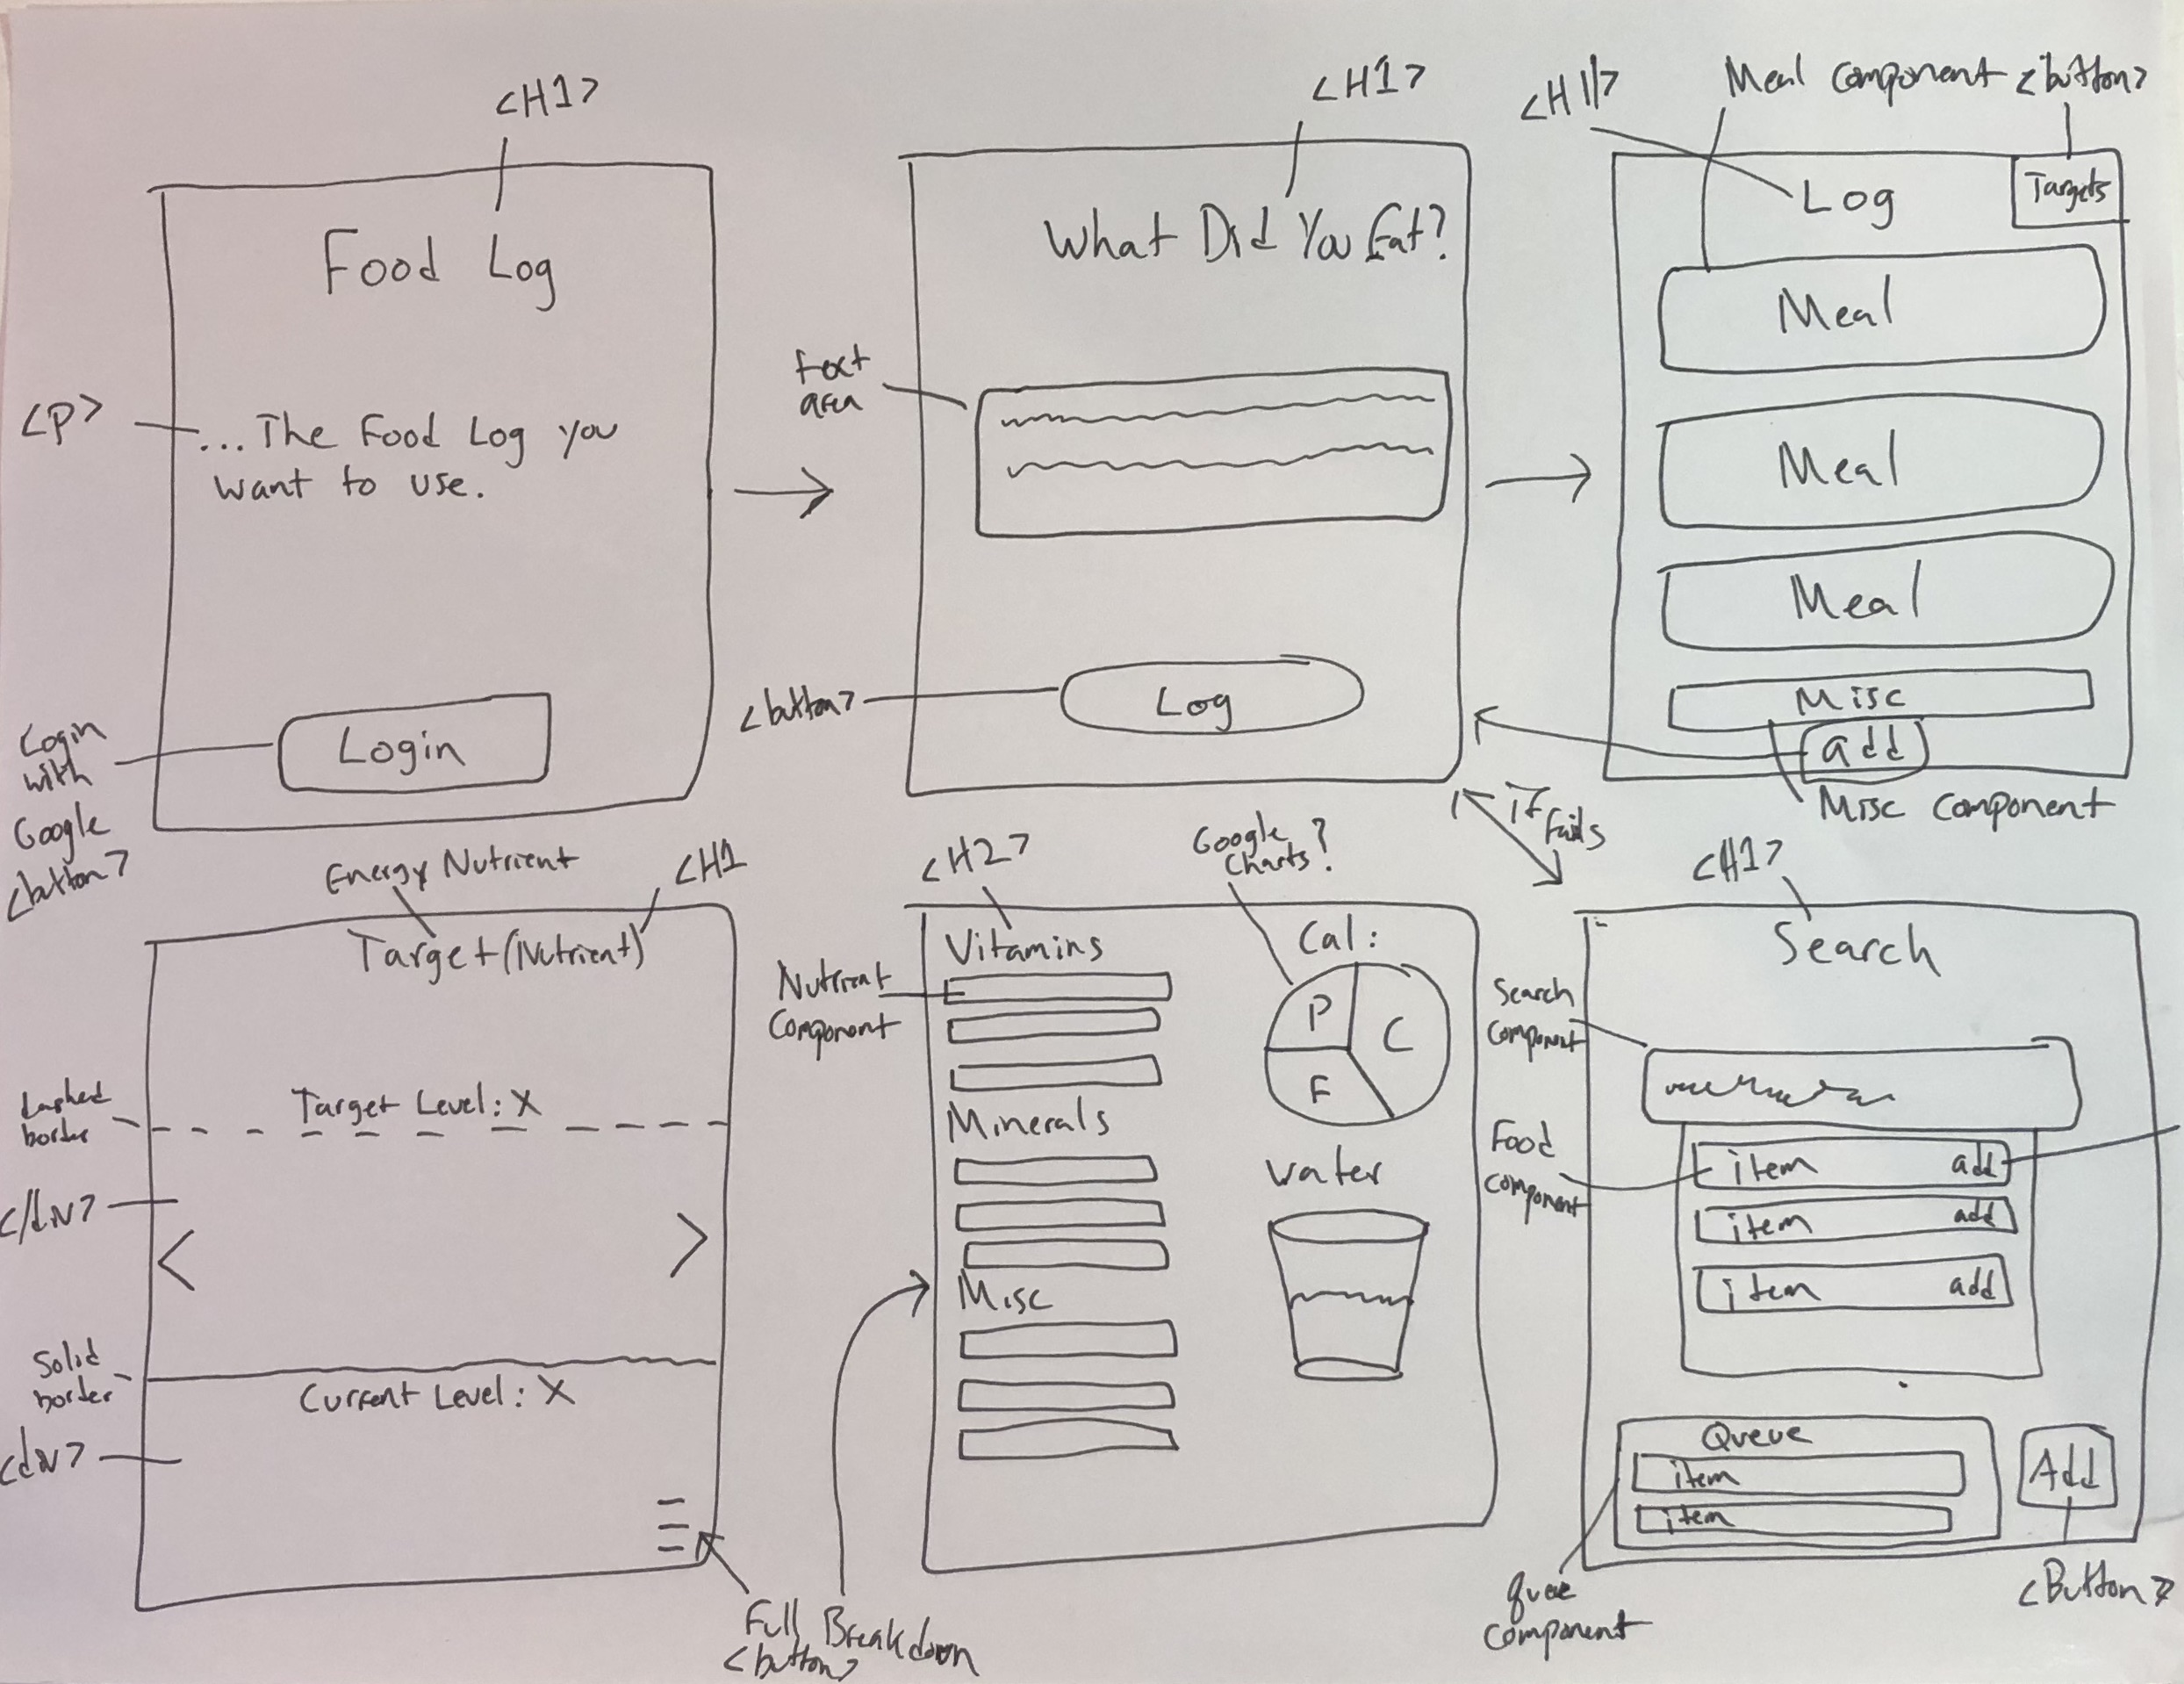 <H1>
Food Log
<P>
...The Food Log you
want to use.
Login
Login
with
Google
<button>
<H1>
What Did You Eat?
text
area
<button>
Log
<H1>
Meal Component
<button>
Log
Targets
Meal
Meal
Meal
Misc
add
Misc Component
if
fails
Energy Nutrient
<H1
Target (Nutrient)
dashed
border
Target Level: X
</div>
<
>
Solid
border
Current Level: X
<div>
Full Breakdown
<button>
<H2>
Google
Charts?
Vitamins
Cal:
Nutrient
Component
P
C
F
Minerals
water
Misc
<H1>
Search
Search
Component
Food
component
item add
item add
item add
Queue
item
item
Add
queue
component
<Button>